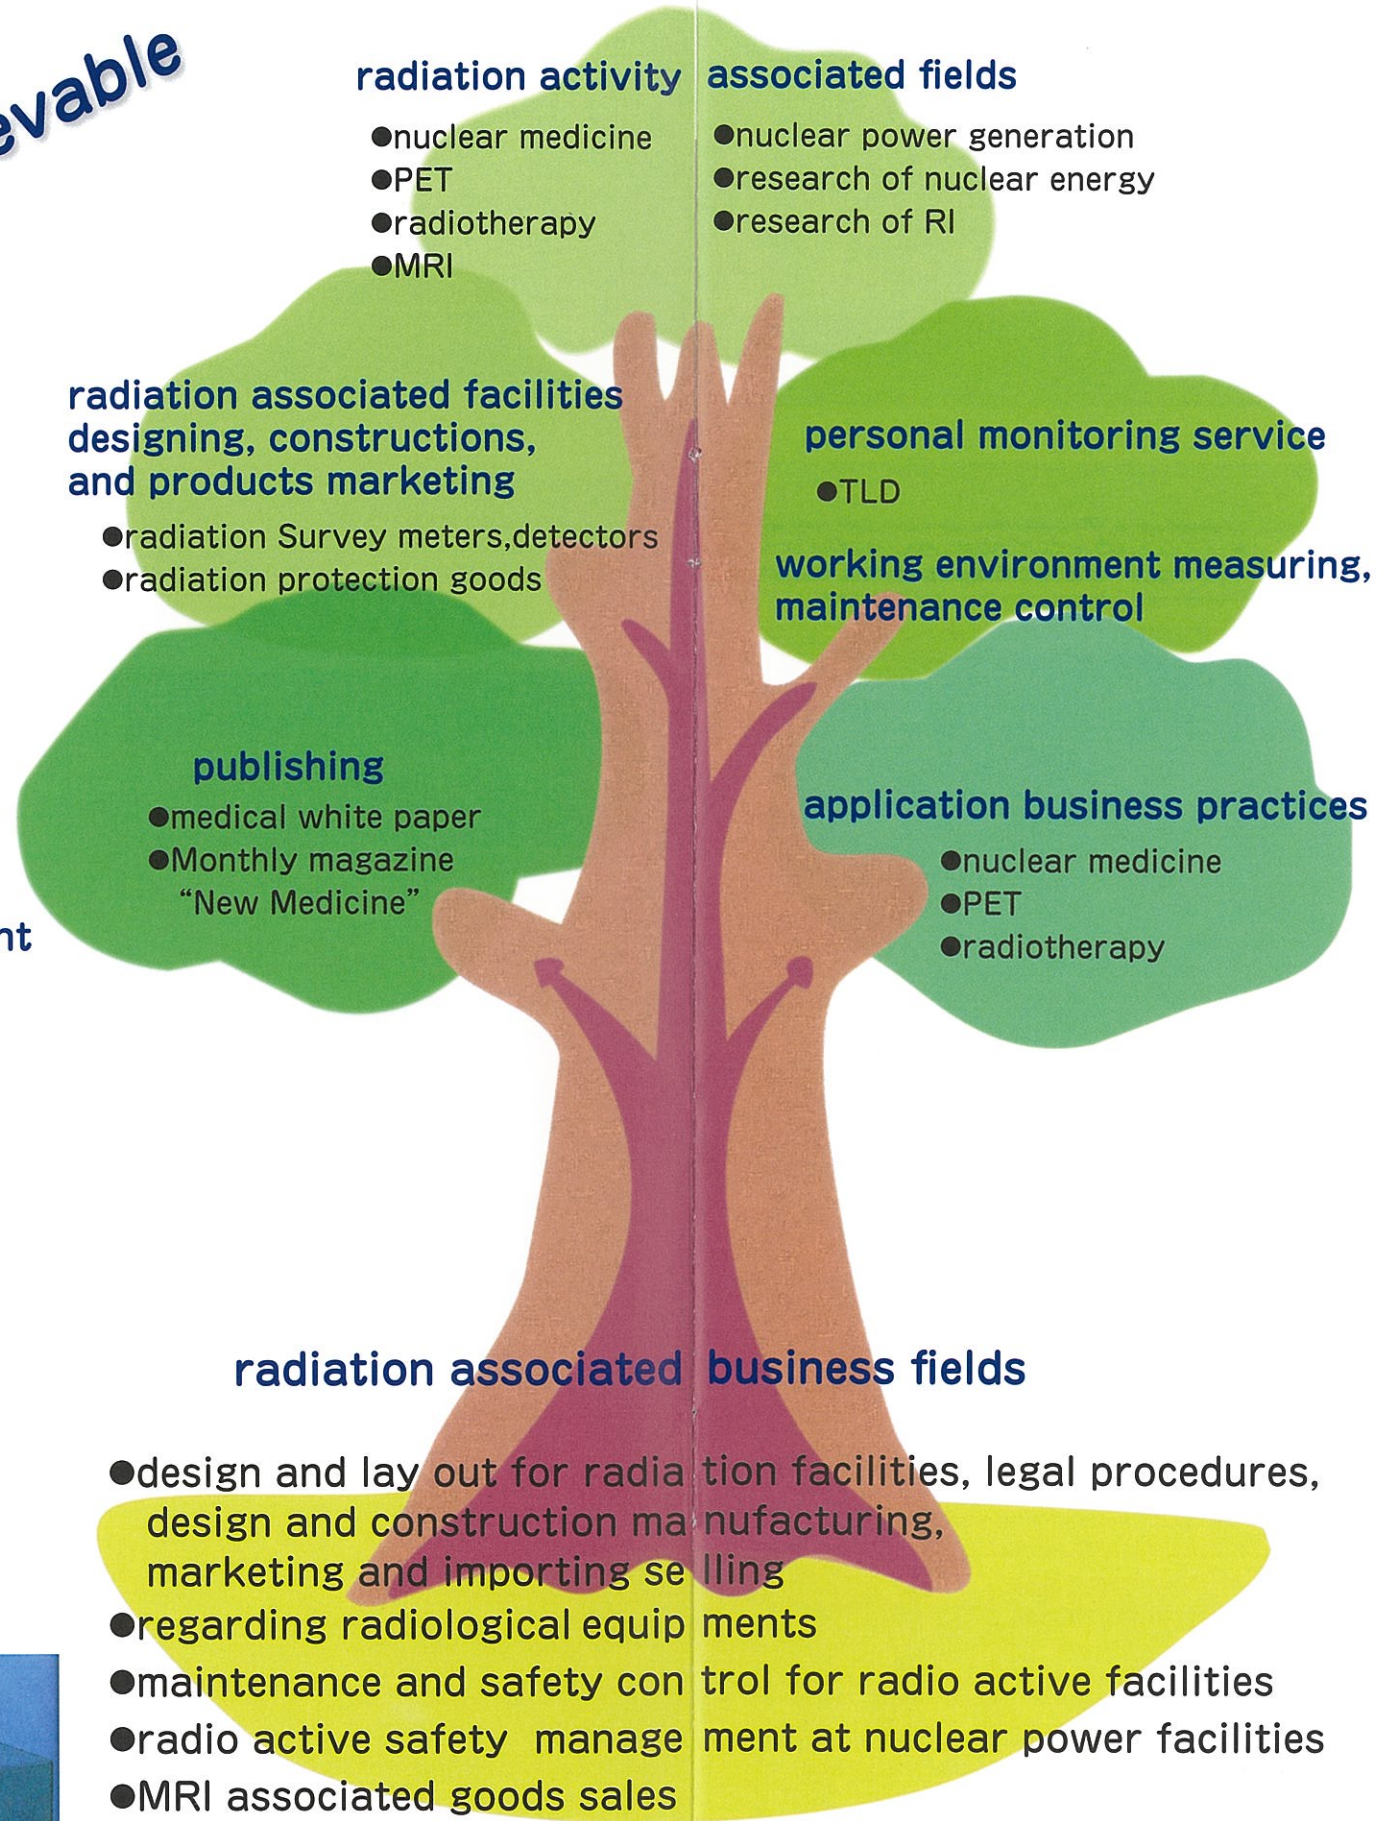 radiation activity associated fields
●nuclear medicine
●PET
●radiotherapy
●MRI
●nuclear power generation
●research of nuclear energy
●research of RI
radiation associated facilities
designing, constructions,
and products marketing
●radiation Survey meters,detectors
●radiation protection goods
personal monitoring service
●TLD
working environment measuring,
maintenance control
publishing
●medical white paper
●Monthly magazine
“New Medicine”
application business practices
●nuclear medicine
●PET
●radiotherapy
radiation associated business fields
●design and lay out for radiation facilities, legal procedures,
design and construction manufacturing,
marketing and importing selling
●regarding radiological equipments
●maintenance and safety control for radio active facilities
●radio active safety manage ment at nuclear power facilities
●MRI associated goods sales